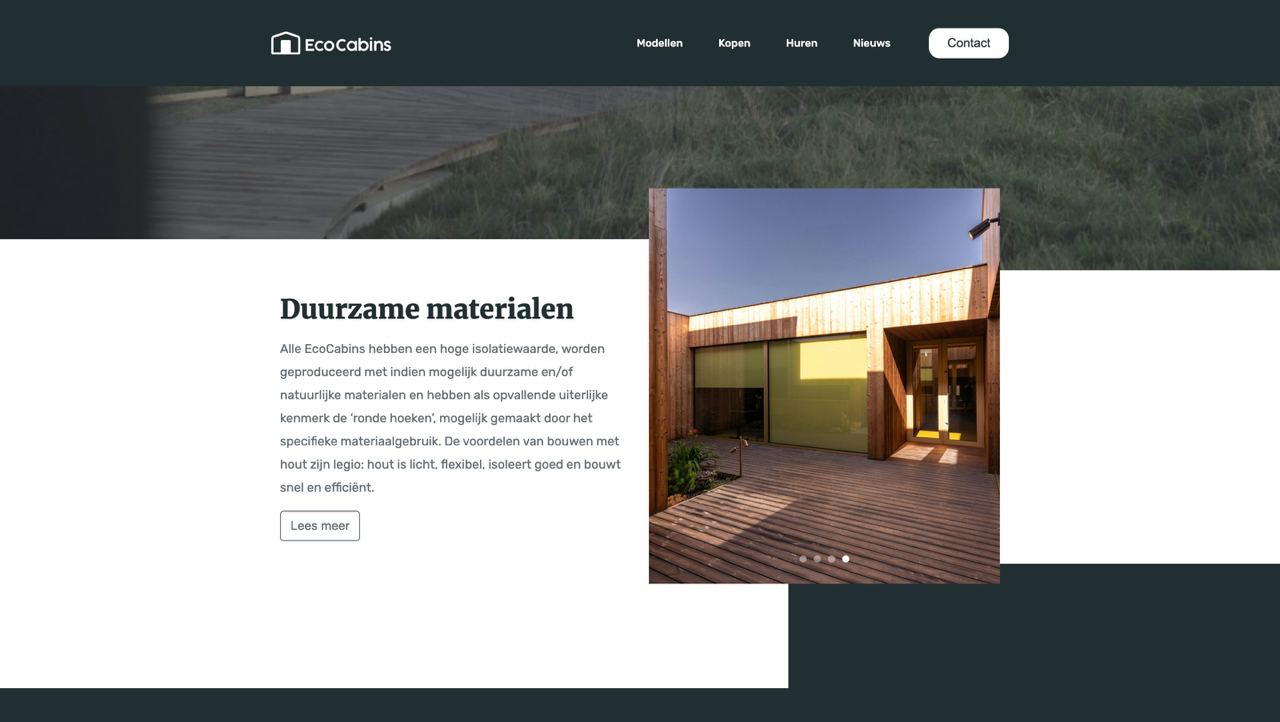 EcoCabins
Modellen
Kopen
Huren
Nieuws
Contact
Duurzame materialen
Alle EcoCabins hebben een hoge isolatiewaarde, worden
geproduceerd met indien mogelijk duurzame en/of
natuurlijke materialen en hebben als opvallende uiterlijke
kenmerk de ‘ronde hoeken’, mogelijk gemaakt door het
specifieke materiaalgebruik. De voordelen van bouwen met
hout zijn legio: hout is licht, flexibel, isoleert goed en bouwt
snel en efficiënt.
Lees meer